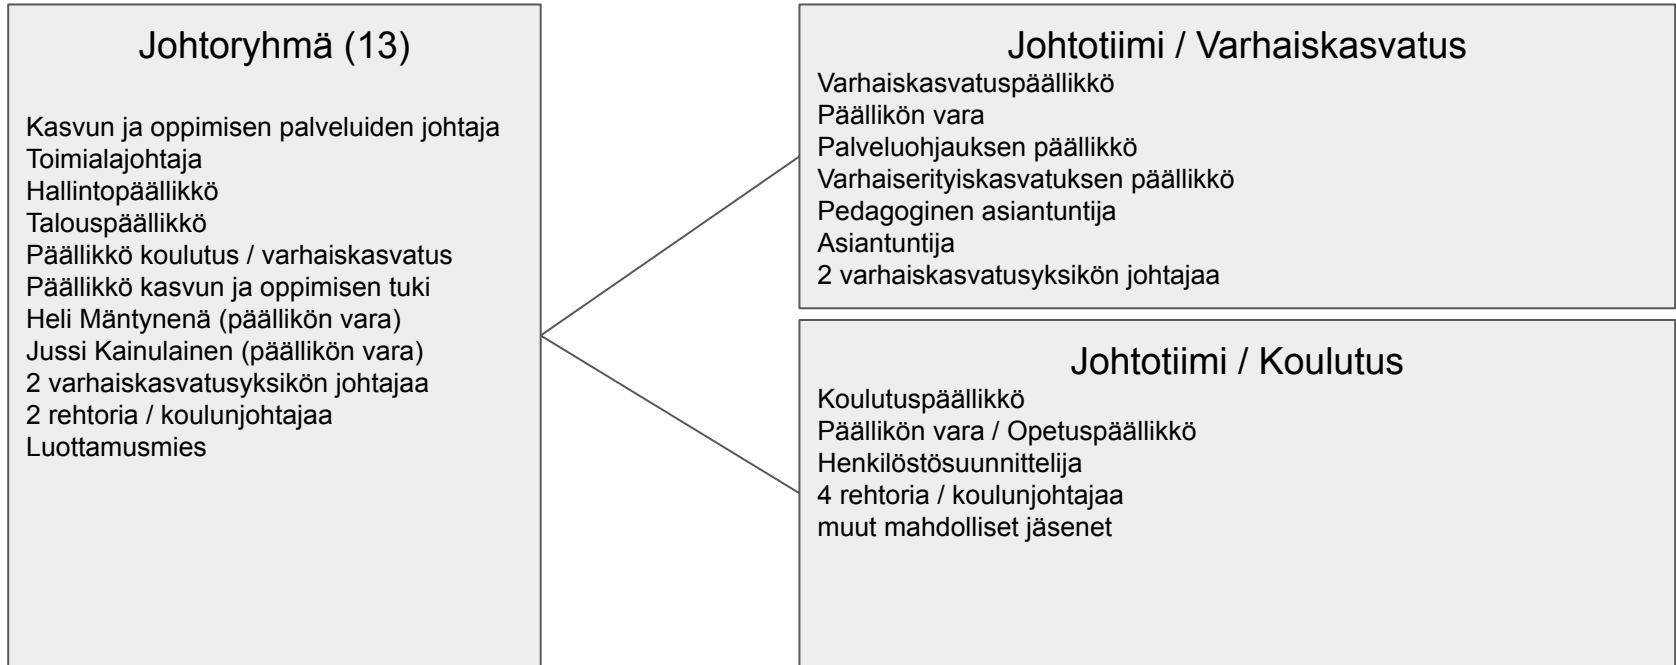 Johtoryhmä (13)
Kasvun ja oppimisen palveluiden johtaja
Toimialajohtaja
Hallintopäällikkö
Talouspäällikkö
Päällikkö koulutus / varhaiskasvatus
Päällikkö kasvun ja oppimisen tuki
Heli Mäntynenä (päällikön vara)
Jussi Kainulainen (päällikön vara)
2 varhaiskasvatusyksikön johtajaa
2 rehtoria / koulunjohtajaa
Luottamusmies
Johtotiimi / Varhaiskasvatus
Varhaiskasvatuspäällikkö
Päällikön vara
Palveluohjauksen päällikkö
Varhaiserityiskasvatuksen päällikkö
Pedagoginen asiantuntija
Asiantuntija
2 varhaiskasvatusyksikön johtajaa
Johtotiimi / Koulutus
Koulutuspäällikkö
Päällikön vara / Opetuspäällikkö
Henkilöstösuunnittelija
4 rehtoria / koulunjohtajaa
muut mahdolliset jäsenet